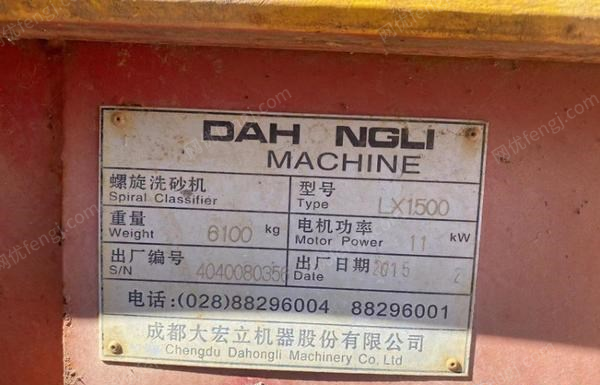 DAH NGLI
MACHINE
螺旋洗砂机
Spiral Classifier
型号
Type
LX1500
重量
Weight
6100 kg
电机功率
Motor Power
11 kW
出厂编号
S/N
4040080356
出厂日期
Date
2015 2
电话:(028)88296004 88296001
成都大宏立机器股份有限公司
Chengdu Dahongli Machinery Co,Ltd